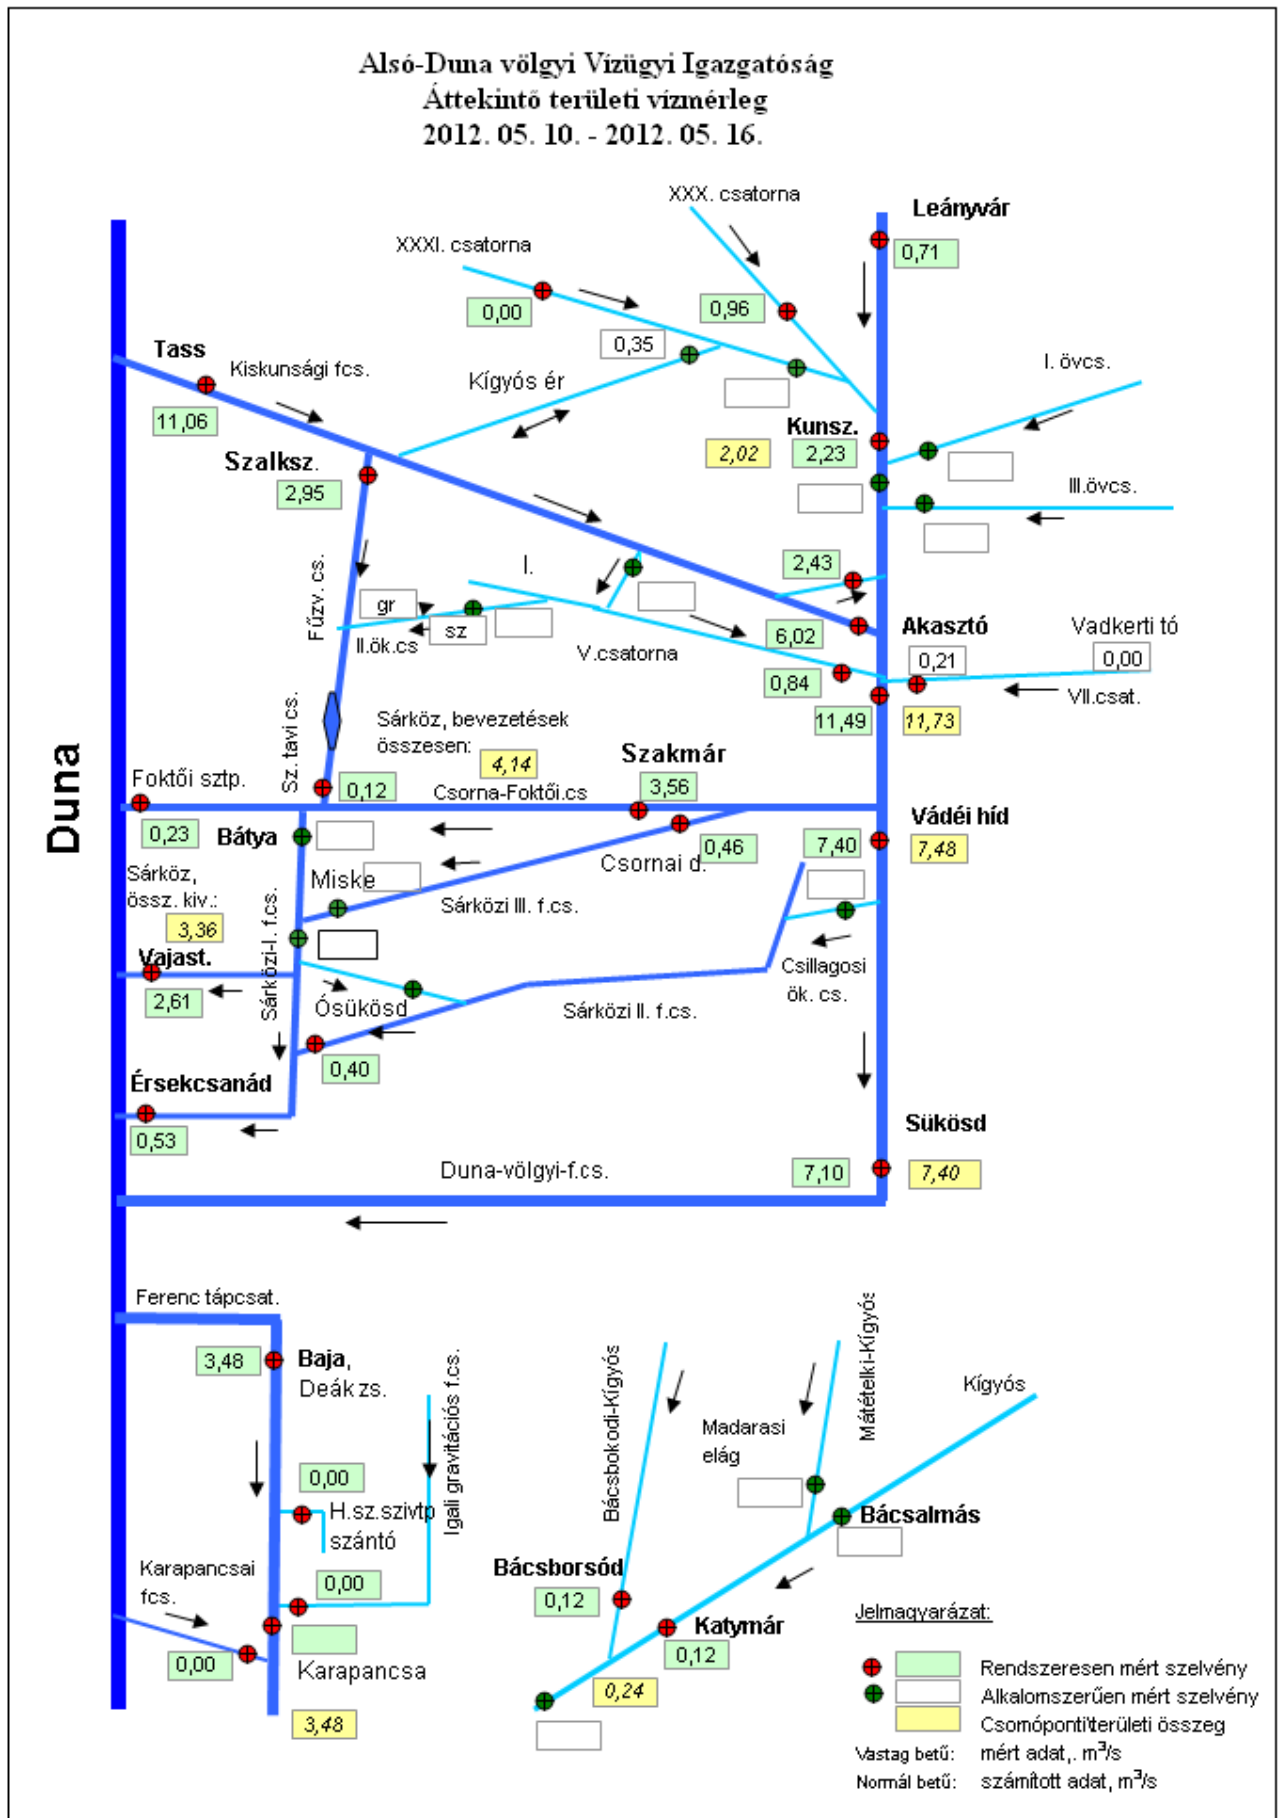 Alsó-Duna völgyi Vízügyi Igazgatóság
Áttekintő területi vízmérleg
2012. 05. 10. - 2012. 05. 16.
XXX. csatorna
Leányvár
XXXI. csatorna
0,71
0,00
0,96
0,35
Tass
Kiskunsági fcs.
Kígyós ér
I. övcs.
11,06
Kunsz.
Szalksz.
2,02
2,23
2,95
III.övcs.
Fűzv. cs.
I.
2,43
gr
sz
II.ök.cs
V.csatorna
6,02
Akasztó
Vadkerti tó
0,21
0,00
0,84
VII.csat.
11,49
11,73
Duna
Sz. tavi cs.
Sárköz, bevezetések
összesen:
4,14
Szakmár
Foktői sztp.
0,12
Csorna-Foktői.cs
3,56
Vádéi híd
0,23
Bátya
0,46
7,40
7,48
Csornai d.
Sárköz,
össz. kiv.:
Miske
3,36
Sárközi-I. f.cs.
Sárközi III. f.cs.
Vajast.
Csillagosi
ök. cs.
2,61
Ósükösd
Sárközi II. f.cs.
0,40
Érsekcsanád
0,53
Sükösd
Duna-völgyi-f.cs.
7,10
7,40
Ferenc tápcsat.
3,48
Baja,
Deák zs.
Igali gravitációs f.cs.
Bácsbokodi-Kígyós
Mátételki-Kígyós
Kígyós
Madarasi
elág
0,00
H.sz.szivtp
szántó
Bácsalmás
Karapancsai
fcs.
0,00
Bácsborsód
0,12
Katymár
0,12
0,00
Karapancsa
0,24
3,48
Jelmagyarázat:
Rendszeresen mért szelvény
Alkalomszerűen mért szelvény
Csomóponti\területi összeg
Vastag betű: mért adat,. m³/s
Normál betű: számított adat, m³/s